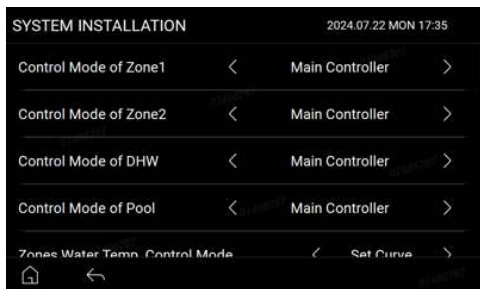 SYSTEM INSTALLATION 2024.07.22 MON 17:35
Control Mode of Zone1 < Main Controller >
Control Mode of Zone2 < Main Controller >
Control Mode of DHW < Main Controller >
Control Mode of Pool < Main Controller >
Zones Water Temp. Control Mode < Set Curve >